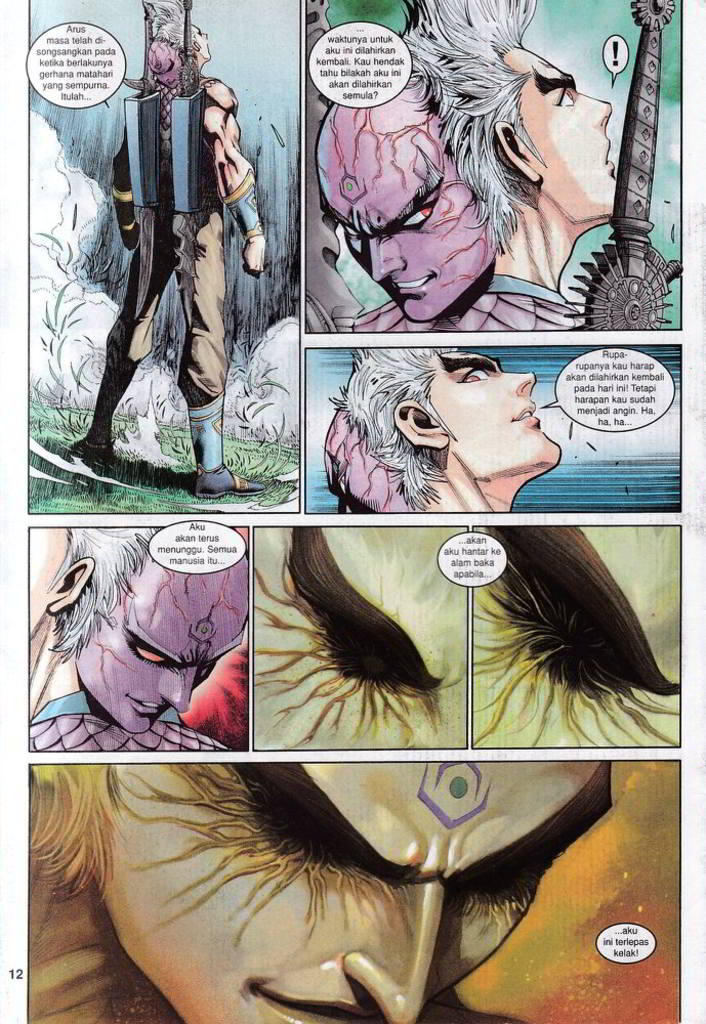 Arus
masa telah di-
songsangkan pada
ketika berlakunya
gerhana matahari
yang sempurna.
Itulah...
...
waktunya untuk
aku ini dilahirkan
kembali. Kau hendak
tahu bilakah aku ini
akan dilahirkan
semula?
!
Rupa-
rupanya kau harap
akan dilahirkan kembali
pada hari ini! Tetapi
harapan kau sudah
menjadi angin. Ha,
ha, ha...
Aku
akan terus
menunggu. Semua
manusia itu...
...akan
aku hantar ke
alam baka
apabila...
...aku
ini terlepas
kelak!
12